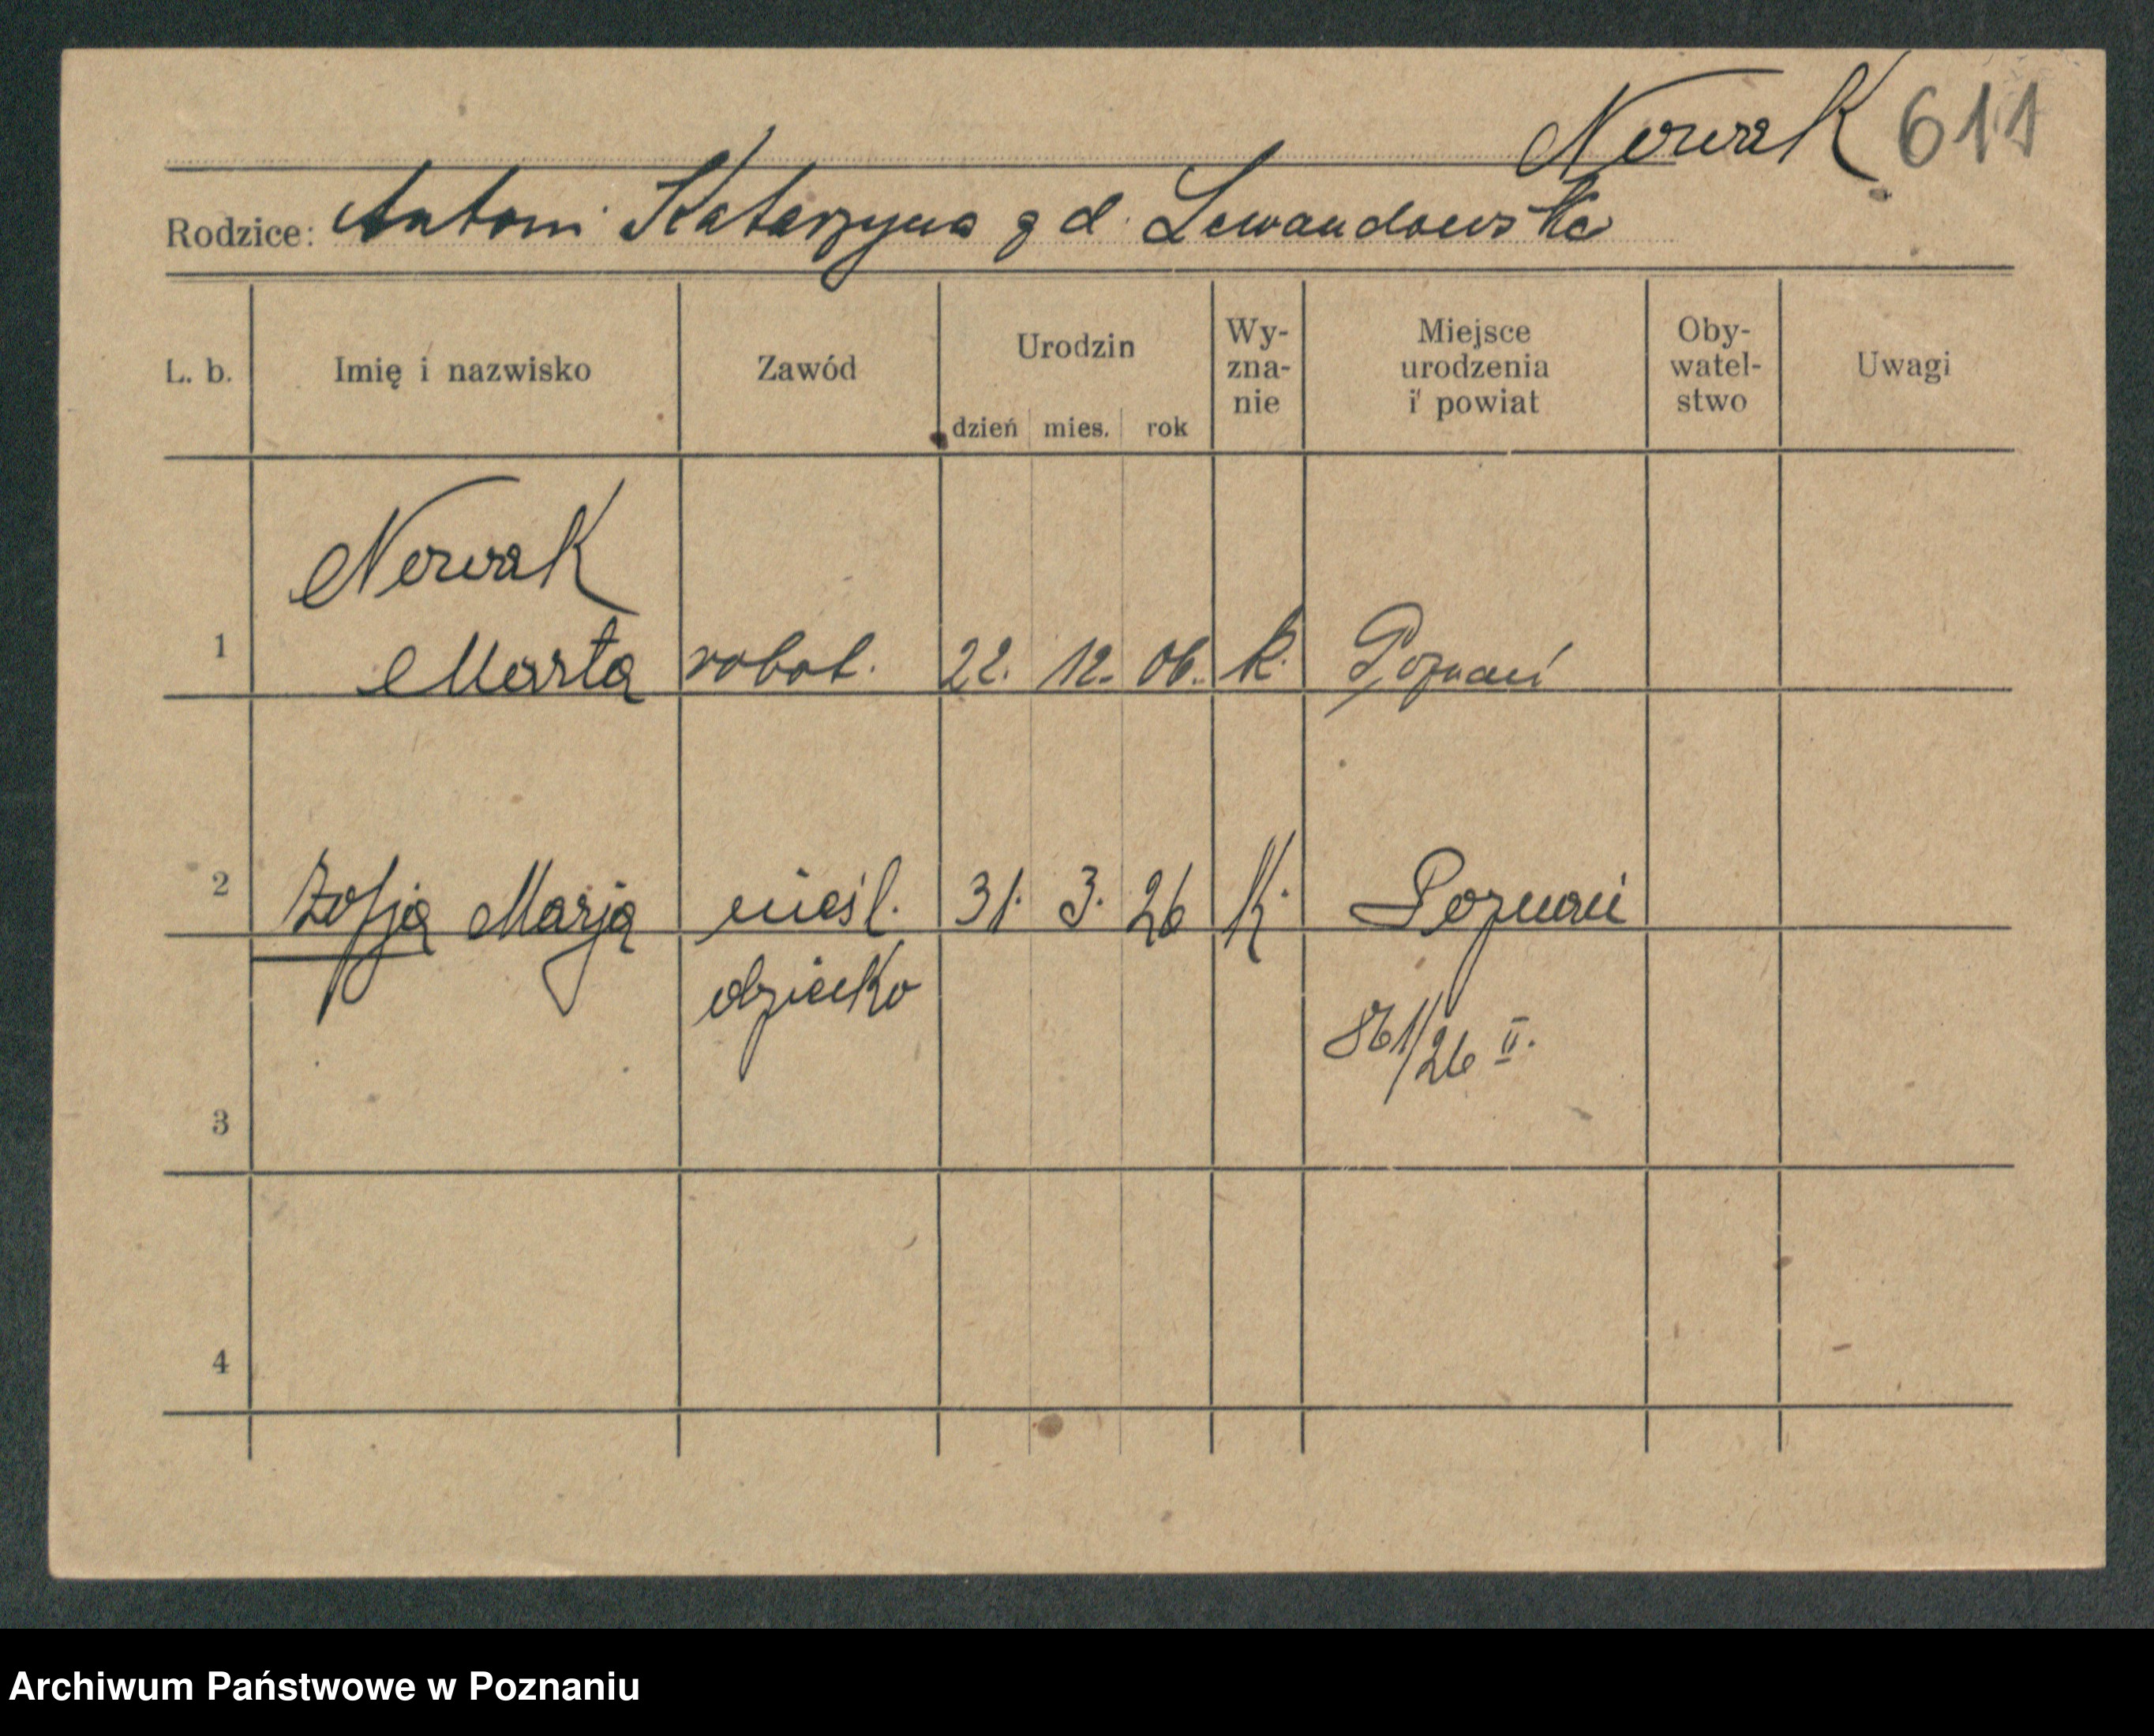 Nowak 611
Rodzice: Antoni Katarzyna z d. Lewandowska
L. b. Imię i nazwisko Zawód Urodzin dzień mies. rok Wy-zna-nie Miejsce urodzenia i powiat Oby-watel-stwo Uwagi
Nowak
1 Marta robot. 22. 12. 06. k. Poznań
2 Zofja Marja nieśl. 31. 3. 26 K. Poznań
dziecko
861/26 II.
3
4
Archiwum Państwowe w Poznaniu